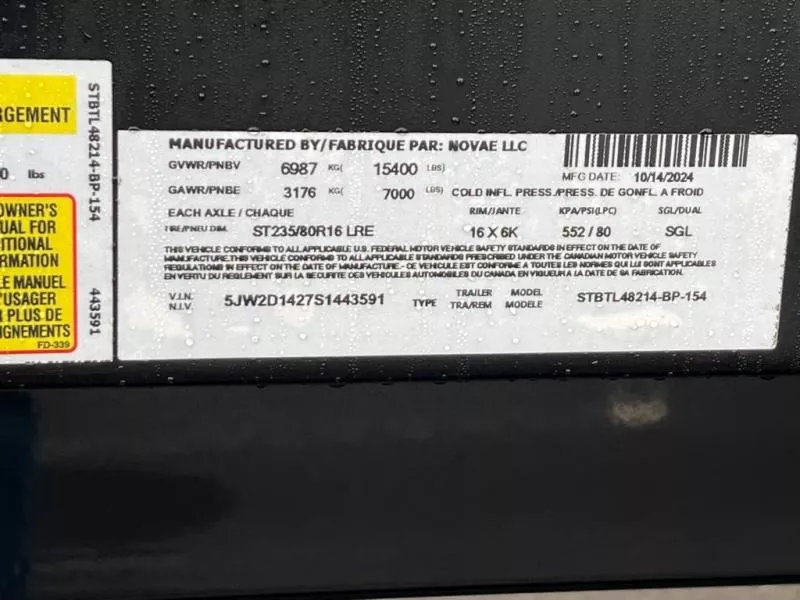 RGEMENT
0 lbs
OWNER'S
UAL FOR
ITIONAL
RMATION
LE MANUEL
'USAGER
PLUS DE
IGNEMENTS
FD-339
STBTL48214-BP-154
443591
MANUFACTURED BY/FABRIQUE PAR: NOVAE LLC
GVWR/PNBV 6987 KG( 15400 LBS)
MFG DATE: 10/14/2024
GAWR/PNBE 3176 KG( 7000 LBS) COLD INFL. PRESS./PRESS. DE GONFL. A FROID
EACH AXLE / CHAQUE RIM/JANTE KPA/PSI(LPC) SGL/DUAL
TIRE/PNEU DIM. ST235/80R16 LRE 16 X 6K 552 / 80 SGL
THIS VEHICLE CONFORMS TO ALL APPLICABLE U.S. FEDERAL MOTOR VEHICLE SAFETY STANDARDS IN EFFECT ON THE DATE OF
MANUFACTURE. THIS VEHICLE CONFORMS TO ALL APPLICABLE STANDARDS PRESCRIBED UNDER THE CANADIAN MOTOR VEHICLE SAFETY
REGULATIONS IN EFFECT ON THE DATE OF MANUFACTURE.- CE VEHICULE EST CONFORME A TOUTES LES NORMES QUI LUI SONT APPLICABLES
EN VERTU DU REGLEMENT SUR LA SECURITE DES VEHICULES AUTOMOBILES DU CANADA EN VIGUEUR A LA DATE DE SA FABRICATION.
V.I.N. 5JW2D1427S1443591 TYPE TRAILER MODEL STBTL48214-BP-154
N.I.V. TRA/REM MODELE